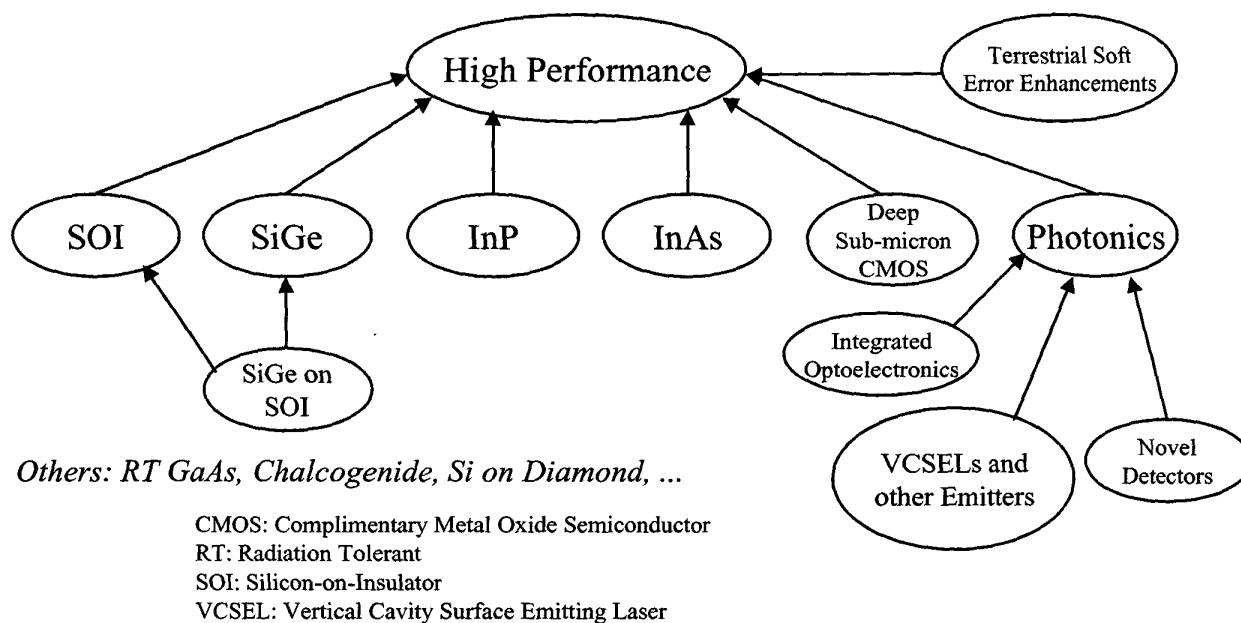 High Performance
Terrestrial Soft
Error Enhancements
SOI
SiGe
InP
InAs
Deep
Sub-micron
CMOS
Photonics
SiGe on
SOI
Integrated
Optoelectronics
VCSELs and
other Emitters
Novel
Detectors
Others: RT GaAs, Chalcogenide, Si on Diamond, ...
CMOS: Complimentary Metal Oxide Semiconductor
RT: Radiation Tolerant
SOI: Silicon-on-Insulator
VCSEL: Vertical Cavity Surface Emitting Laser